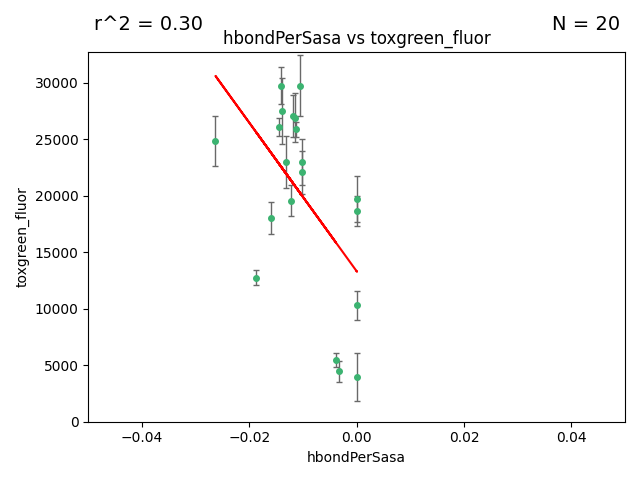 r^2 = 0.30
N = 20
hbondPerSasa vs toxgreen_fluor
30000
25000
20000
15000
10000
5000
0
toxgreen_fluor
−0.04
−0.02
0.00
0.02
0.04
hbondPerSasa